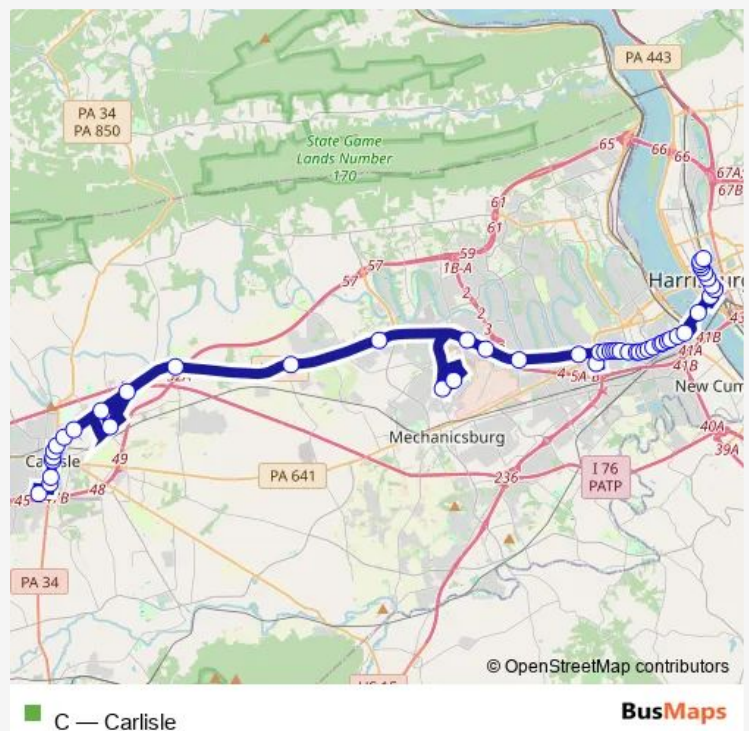 PA 443
PA 34
PA 850
State Game
Lands Number
170
65
66
66
67A
67B
61
61
59
1B-A
57
57
2
2
3
43
41B
41A
41B
4-5A-B
New Cum
Mechanicsburg
40A
39A
49
PA 641
236
I 76
PATP
45
48
PA 34
US 15
© OpenStreetMap contributors
C — Carlisle
BusMaps